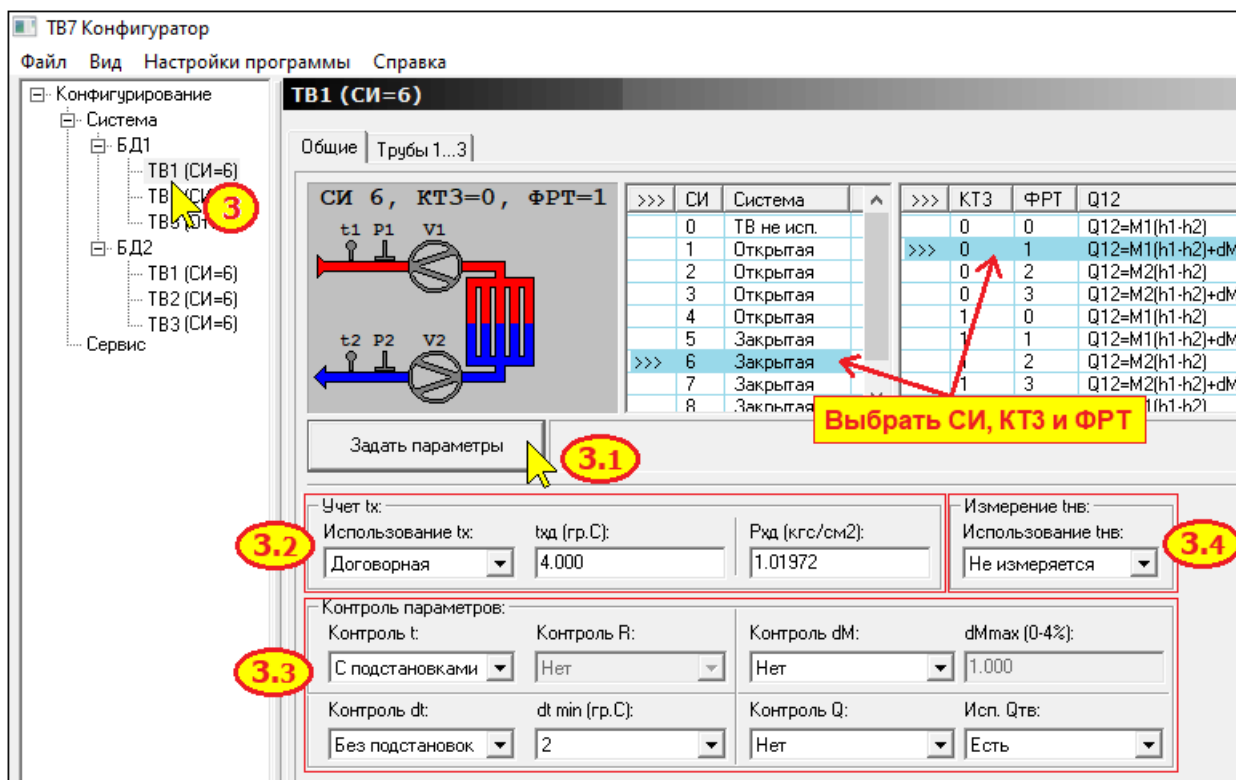 ТВ7 Конфигуратор
Файл Вид Настройки программы Справка
Конфигурирование
Система
БД1
ТВ1 (СИ=6)
БД2
ТВ1 (СИ=6)
ТВ2 (СИ=6)
ТВ3 (СИ=6)
Сервис
3
ТВ1 (СИ=6)
Общие Трубы 1...3
СИ 6, КТ3=0, ФРТ=1
t1 P1 V1
t2 P2 V2
>>> СИ Система
0 ТВ не исп.
1 Открытая
2 Открытая
3 Открытая
4 Открытая
5 Закрытая
>>> 6 Закрытая
7 Закрытая
8 Закрытая
>>> КТ3 ФРТ Q12
0 0 Q12=M1(h1-h2)
>>> 0 1 Q12=M1(h1-h2)+dM
0 2 Q12=M2(h1-h2)
0 3 Q12=M2(h1-h2)+dM
1 0 Q12=M1(h1-h2)
1 1 Q12=M1(h1-h2)+dM
1 2 Q12=M2(h1-h2)
1 3 Q12=M2(h1-h2)+dM
Выбрать СИ, КТ3 и ФРТ
Задать параметры
3.1
Учет tx:
Использование tx: tхд (гр.С): Рхд (кгс/см2):
3.2
Договорная 4.000 1.01972
Измерение tнв:
Использование tнв:
Не измеряется
3.4
Контроль параметров:
Контроль t: Контроль R: Контроль dM: dMmax (0-4%):
3.3
С подстановками Нет Нет 1.000
Контроль dt: dt min (гр.С): Контроль Q: Исп. Qтв:
Без подстановок 2 Нет Есть